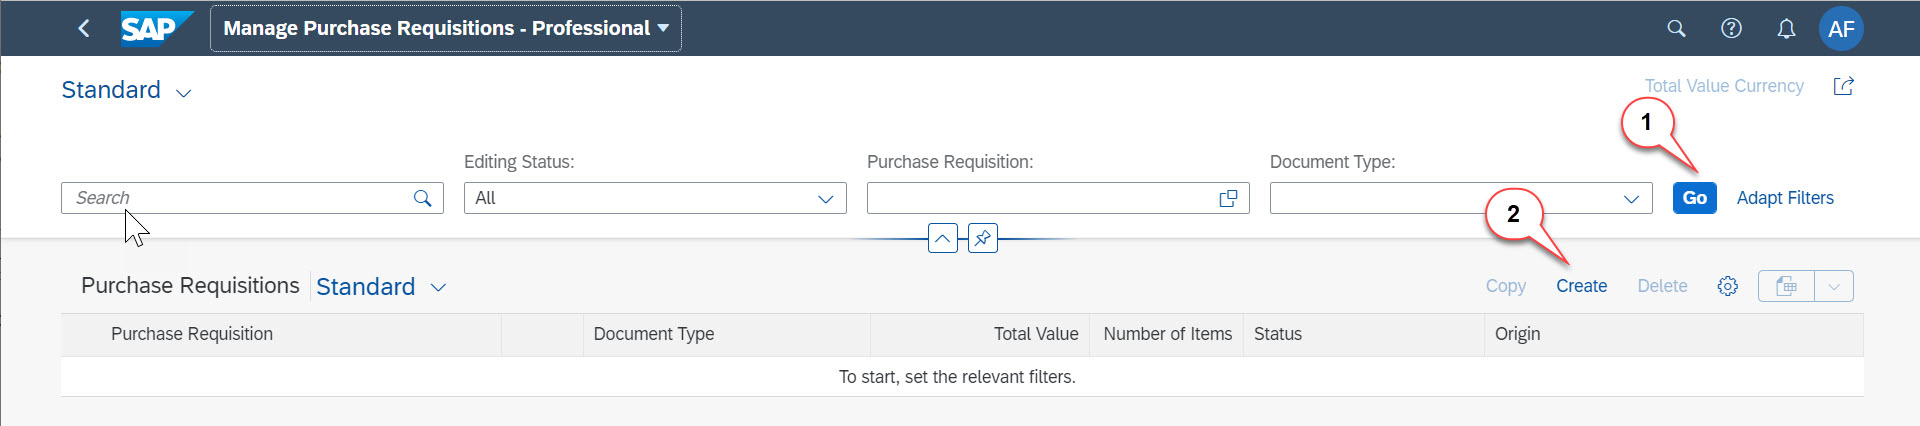 SAP Manage Purchase Requisitions - Professional AF
Standard Total Value Currency
1
Editing Status: Purchase Requisition: Document Type:
Search All Go Adapt Filters
2
Purchase Requisitions Standard Copy Create Delete
Purchase Requisition Document Type Total Value Number of Items Status Origin
To start, set the relevant filters.